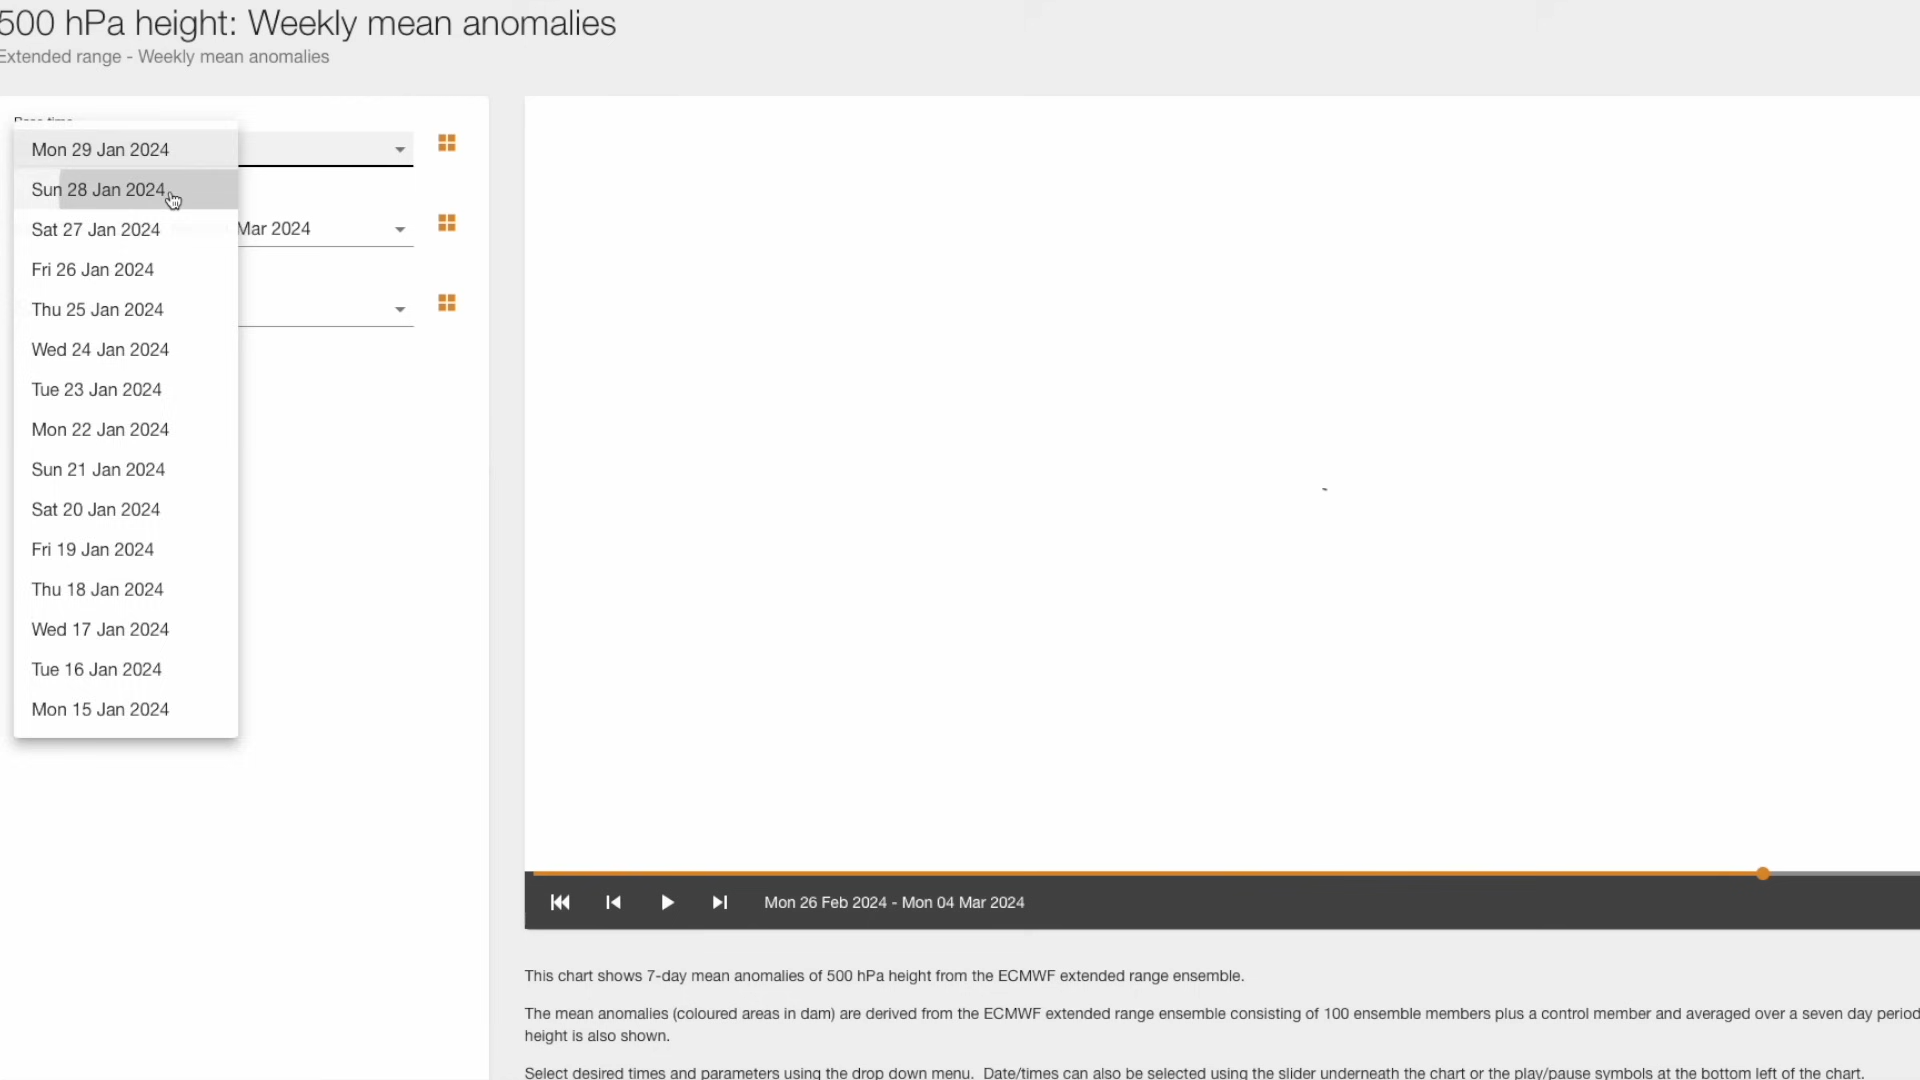 500 hPa height: Weekly mean anomalies
Extended range - Weekly mean anomalies
Mon 29 Jan 2024
Sun 28 Jan 2024
Sat 27 Jan 2024
Mar 2024
Fri 26 Jan 2024
Thu 25 Jan 2024
Wed 24 Jan 2024
Tue 23 Jan 2024
Mon 22 Jan 2024
Sun 21 Jan 2024
Sat 20 Jan 2024
Fri 19 Jan 2024
Thu 18 Jan 2024
Wed 17 Jan 2024
Tue 16 Jan 2024
Mon 15 Jan 2024
Mon 26 Feb 2024 - Mon 04 Mar 2024
This chart shows 7-day mean anomalies of 500 hPa height from the ECMWF extended range ensemble.
The mean anomalies (coloured areas in dam) are derived from the ECMWF extended range ensemble consisting of 100 ensemble members plus a control member and averaged over a seven day period
height is also shown.
Select desired times and parameters using the drop down menu. Date/times can also be selected using the slider underneath the chart or the play/pause symbols at the bottom left of the chart.